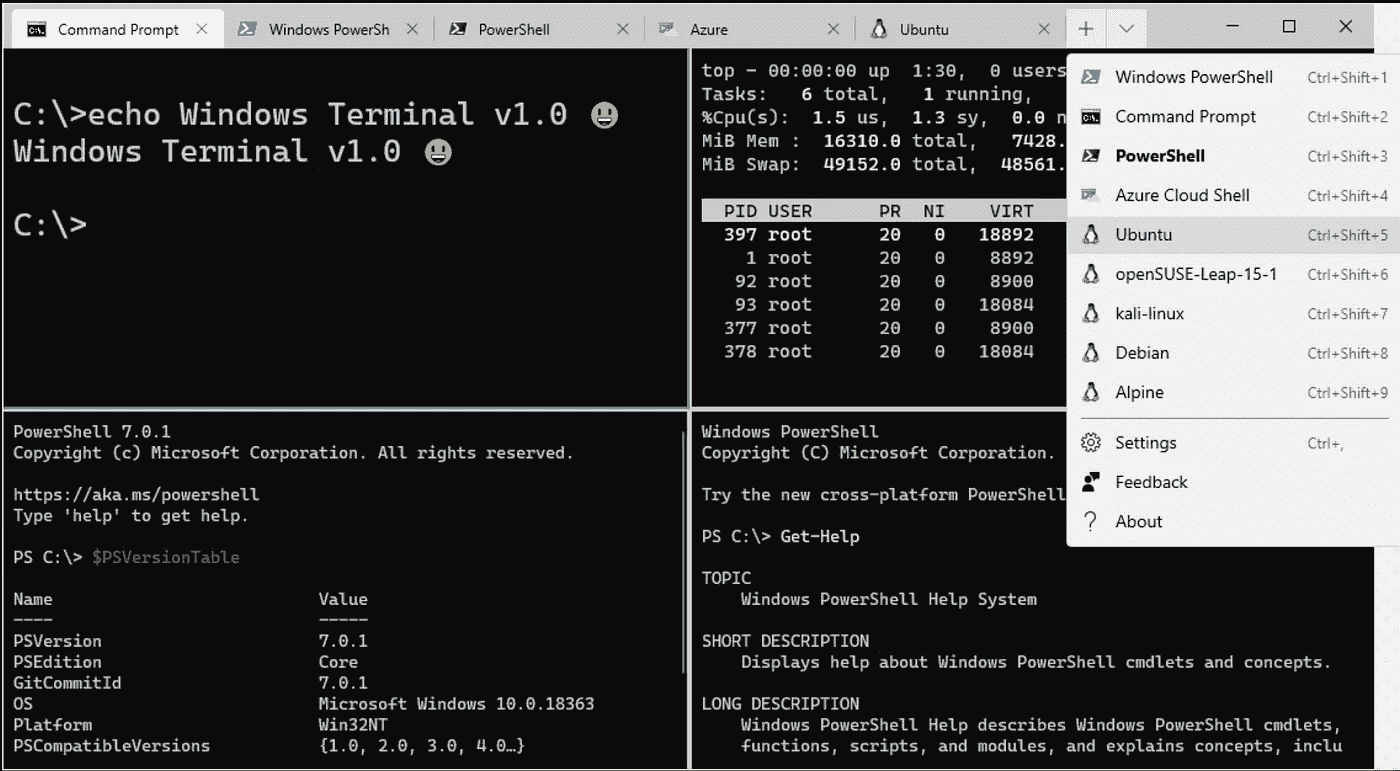 Command Prompt
Windows PowerSh
PowerShell
Azure
Ubuntu
C:\>echo Windows Terminal v1.0 😃
Windows Terminal v1.0 😃
C:\>
top - 00:00:00 up  1:30,  0 users
Tasks:   6 total,   1 running,
%Cpu(s):  1.5 us,  1.3 sy,  0.0 n
MiB Mem :  16310.0 total,   7428.
MiB Swap:  49152.0 total,  48561.
PID USER      PR  NI    VIRT
397 root      20   0   18892
1 root      20   0    8892
92 root      20   0    8900
93 root      20   0   18084
377 root      20   0    8900
378 root      20   0   18084
Windows PowerShell Ctrl+Shift+1
Command Prompt Ctrl+Shift+2
PowerShell Ctrl+Shift+3
Azure Cloud Shell Ctrl+Shift+4
Ubuntu Ctrl+Shift+5
openSUSE-Leap-15-1 Ctrl+Shift+6
kali-linux Ctrl+Shift+7
Debian Ctrl+Shift+8
Alpine Ctrl+Shift+9
Settings Ctrl+,
Feedback
About
PowerShell 7.0.1
Copyright (c) Microsoft Corporation. All rights reserved.
https://aka.ms/powershell
Type 'help' to get help.
PS C:\> $PSVersionTable
Name                           Value
----                           -----
PSVersion                      7.0.1
PSEdition                      Core
GitCommitId                    7.0.1
OS                             Microsoft Windows 10.0.18363
Platform                       Win32NT
PSCompatibleVersions           {1.0, 2.0, 3.0, 4.0…}
Windows PowerShell
Copyright (C) Microsoft Corporation.
Try the new cross-platform PowerShell
PS C:\> Get-Help
TOPIC
Windows PowerShell Help System
SHORT DESCRIPTION
Displays help about Windows PowerShell cmdlets and concepts.
LONG DESCRIPTION
Windows PowerShell Help describes Windows PowerShell cmdlets,
functions, scripts, and modules, and explains concepts, inclu